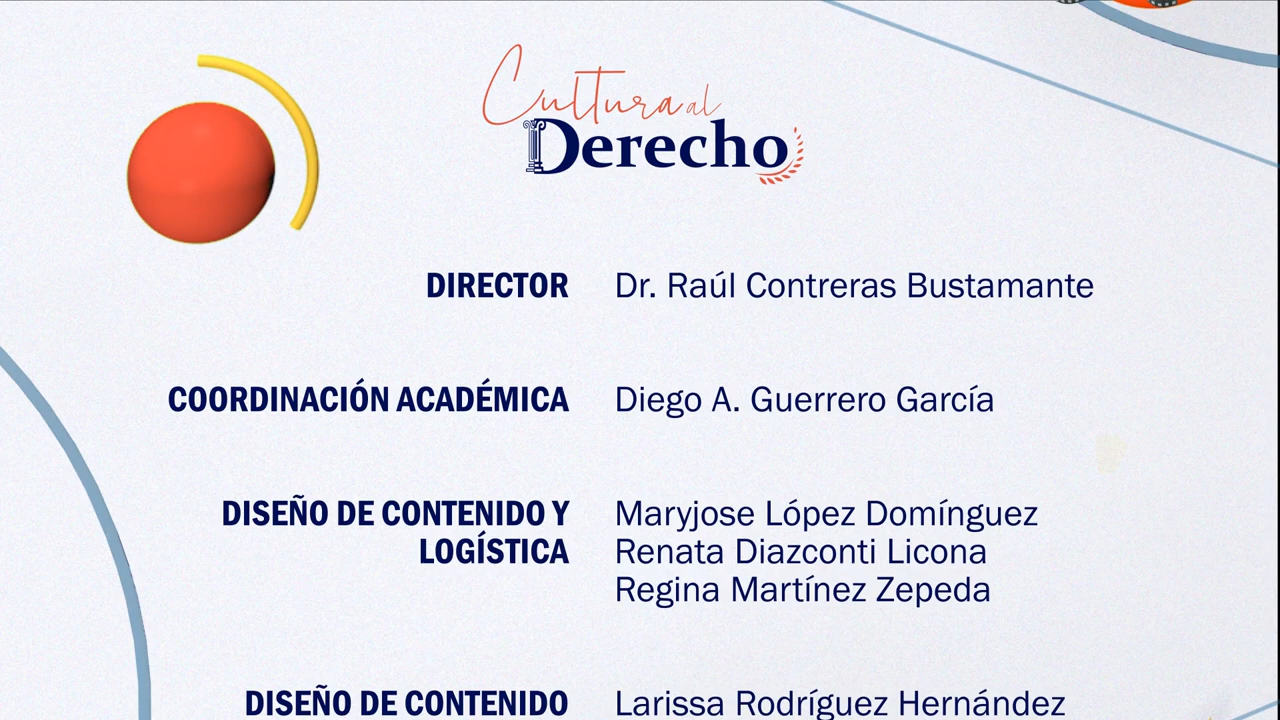 Cultura al
Derecho
DIRECTOR Dr. Raúl Contreras Bustamante
COORDINACIÓN ACADÉMICA Diego A. Guerrero García
DISEÑO DE CONTENIDO Y Maryjose López Domínguez
LOGÍSTICA Renata Diazconti Licona
Regina Martínez Zepeda
DISEÑO DE CONTENIDO Larissa Rodríguez Hernández